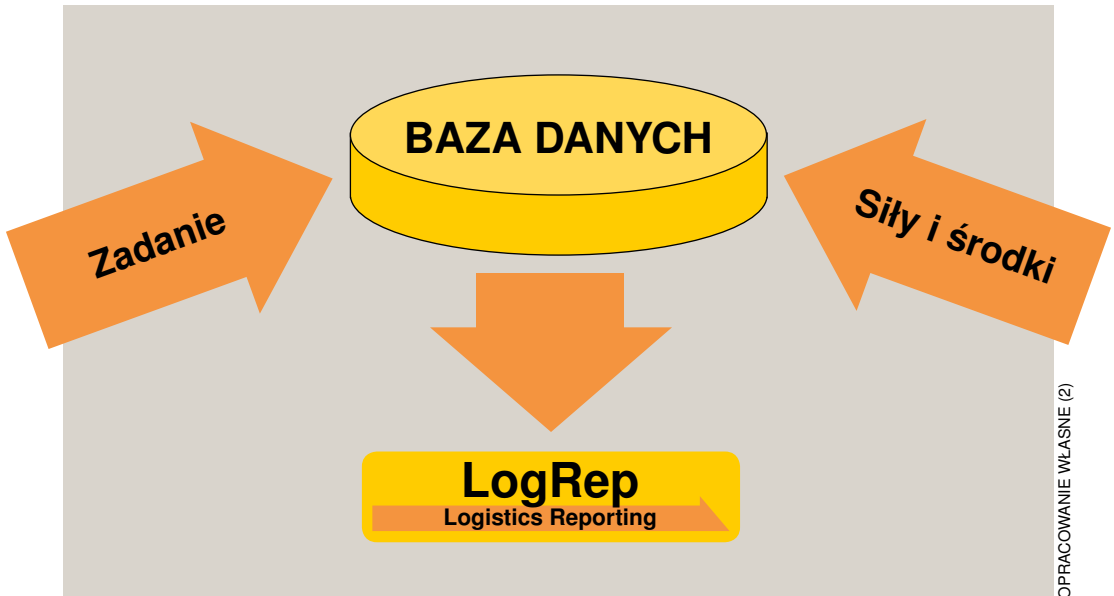 BAZA DANYCH
Zadanie
Siły i środki
LogRep
Logistics Reporting
OPRACOWANIE WŁASNE (2)